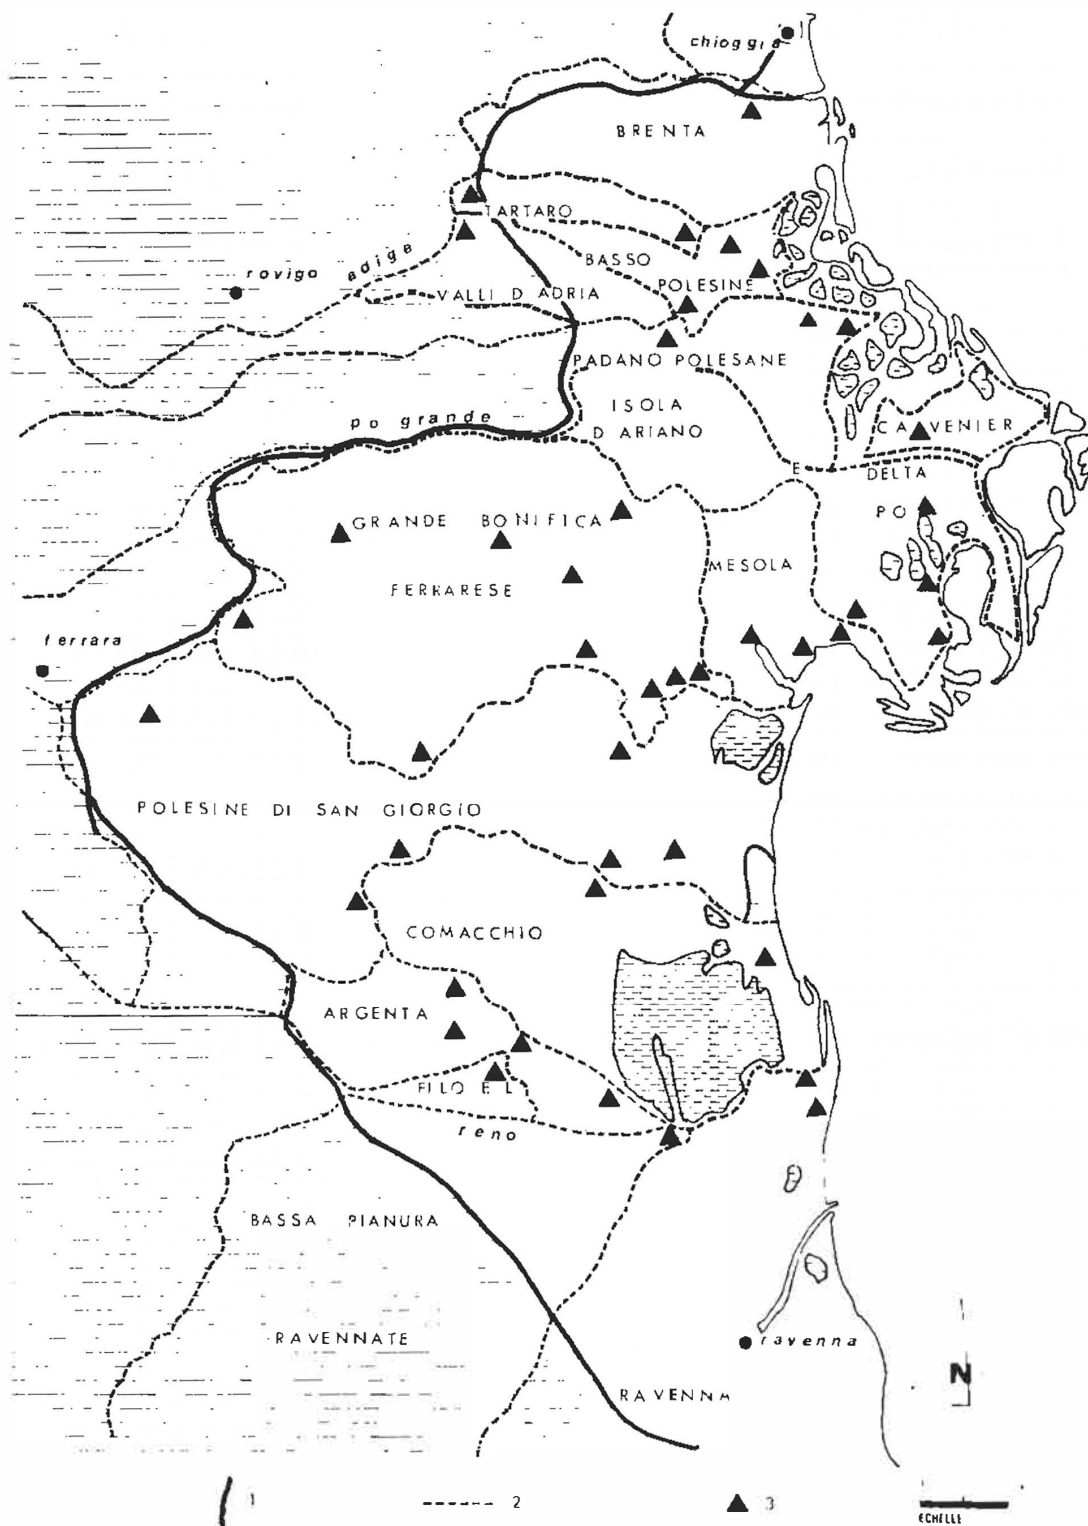 chioggia
BRENTA
TARTARO
BASSO
rovigo
adige
POLESINE
VALLI D ADRIA
PADANO POLESANE
ISOLA
D ARIANO
po grande
CA VENIER
E
DELTA
PO
GRANDE BONIFICA
MESOLA
FERRARESE
ferrara
POLESINE DI SAN GIORGIO
COMACCHIO
ARGENTA
FILO E L
reno
BASSA PIANURA
RAVENNATE
ravenna
RAVENNA
N
1
2
3
ECHELLE